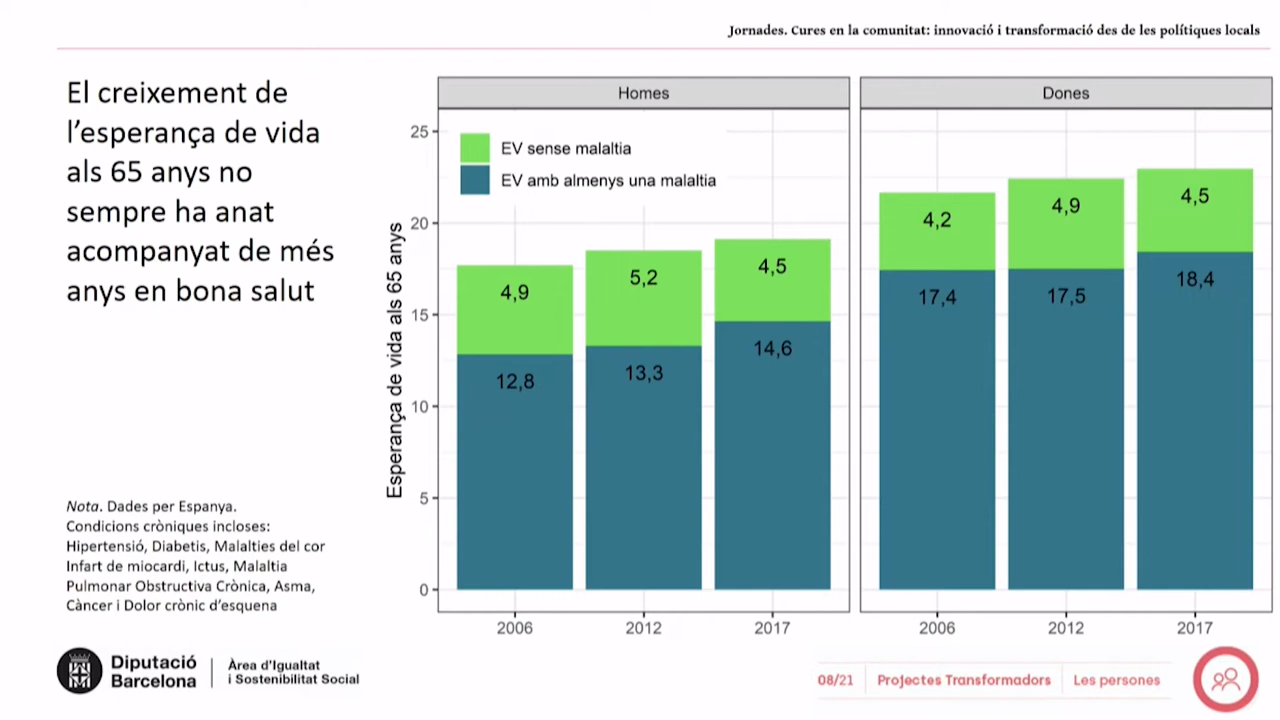 Jornades. Cures en la comunitat: innovació i transformació des de les polítiques locals
El creixement de
l'esperança de vida
als 65 anys no
sempre ha anat
acompanyat de més
anys en bona salut
Nota. Dades per Espanya.
Condicions cròniques incloses:
Hipertensió, Diabetis, Malalties del cor
Infart de miocardi, Ictus, Malaltia
Pulmonar Obstructiva Crònica, Asma,
Càncer i Dolor crònic d'esquena
Esperança de vida als 65 anys
25
20
15
10
5
0
Homes
EV sense malaltia
EV amb almenys una malaltia
4,9
5,2
4,5
12,8
13,3
14,6
2006
2012
2017
Dones
4,2
4,9
4,5
17,4
17,5
18,4
2006
2012
2017
Diputació
Barcelona
Àrea d'Igualtat
i Sostenibilitat Social
08/21
Projectes Transformadors
Les persones